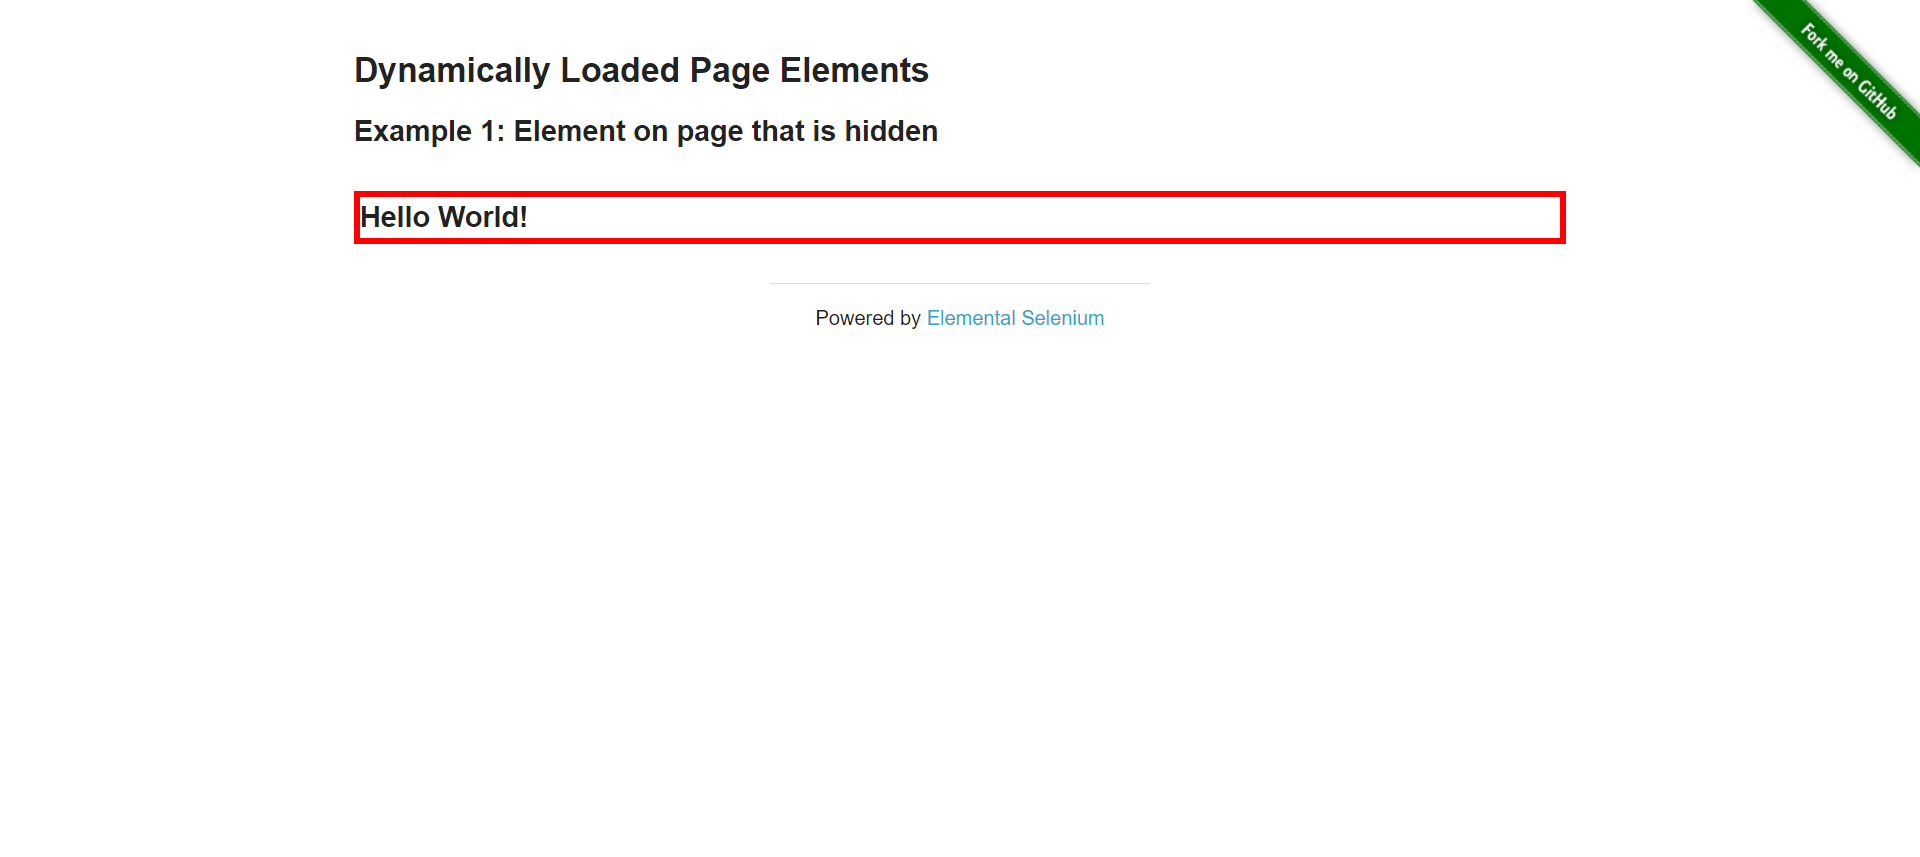 Fork me on GitHub
Dynamically Loaded Page Elements
Example 1: Element on page that is hidden
Hello World!
Powered by Elemental Selenium